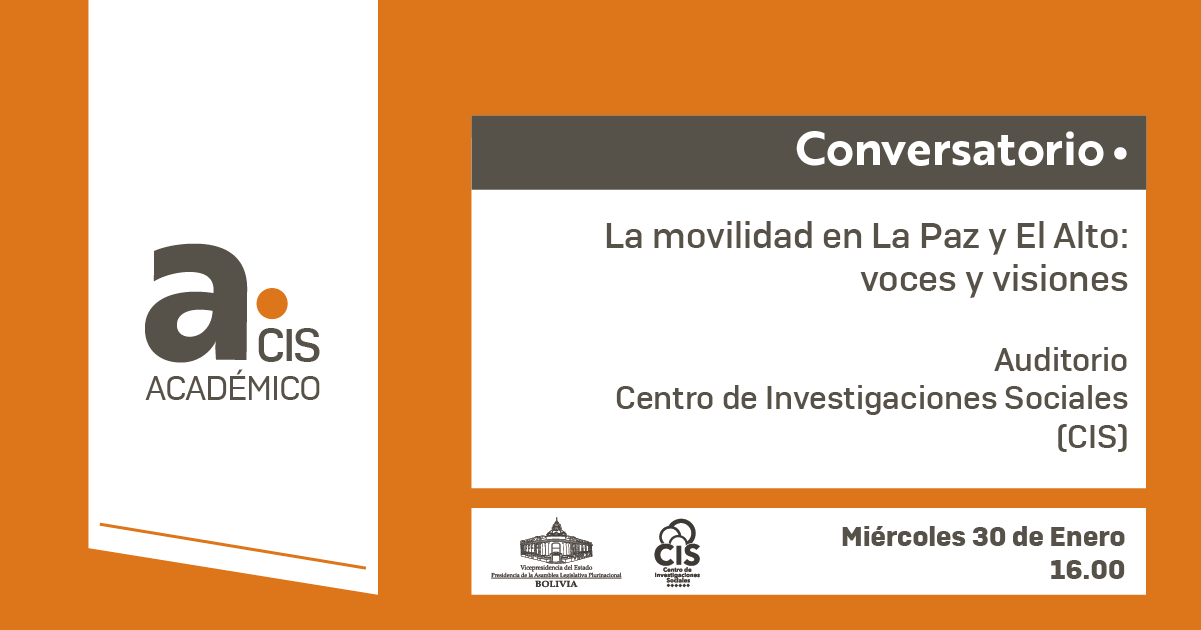 a
CIS
ACADÉMICO
Conversatorio •
La movilidad en La Paz y El Alto:
voces y visiones
Auditorio
Centro de Investigaciones Sociales
(CIS)
Vicepresidencia del Estado
Presidencia de la Asamblea Legislativa Plurinacional
BOLIVIA
CIS
Centro de
Investigaciones
Sociales
Miércoles 30 de Enero
16.00